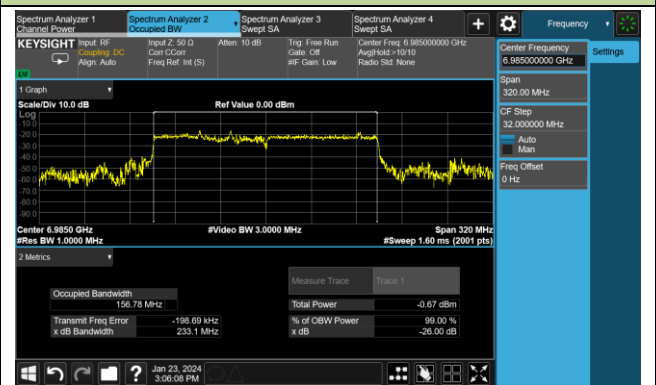 Spectrum Analyzer 1
Channel Power
Spectrum Analyzer 2
Occupied BW
Spectrum Analyzer 3
Swept SA
Spectrum Analyzer 4
Swept SA
+
Frequency
KEYSIGHT
Input: RF
Coupling: DC
Align: Auto
Input Z: 50 Ω
Corr CCorr
Freq Ref: Int (S)
Atten: 10 dB
Trig: Free Run
Gate: Off
#IF Gain: Low
Center Freq: 6.985000000 GHz
Avg|Hold:>10/10
Radio Std: None
Center Frequency
6.985000000 GHz
Settings
Span
320.00 MHz
CF Step
32.000000 MHz
Auto
Man
Freq Offset
0 Hz
1 Graph
Scale/Div 10.0 dB
Ref Value 0.00 dBm
Log
-10.0
-20.0
-30.0
-40.0
-50.0
-60.0
-70.0
-80.0
-90.0
Center 6.9850 GHz
#Video BW 3.0000 MHz
Span 320 MHz
#Res BW 1.0000 MHz
#Sweep 1.60 ms (2001 pts)
2 Metrics
Measure Trace
Trace 1
Occupied Bandwidth
156.78 MHz
Total Power
-0.67 dBm
Transmit Freq Error
-198.69 kHz
% of OBW Power
99.00 %
x dB Bandwidth
233.1 MHz
x dB
-26.00 dB
?
Jan 23, 2024
3:06:08 PM